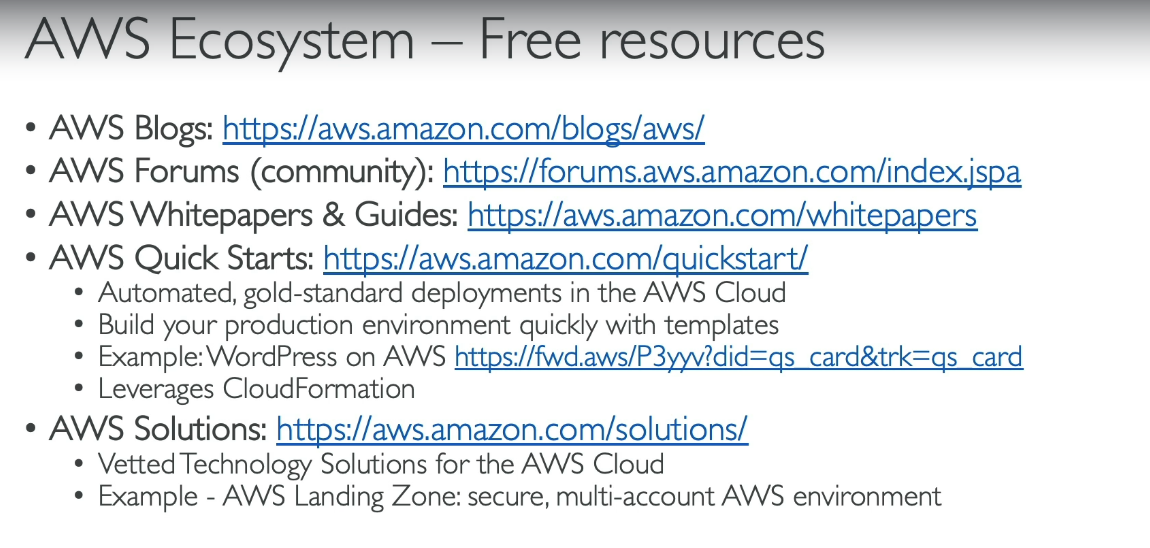 AWS Ecosystem – Free resources
• AWS Blogs: https://aws.amazon.com/blogs/aws/
• AWS Forums (community): https://forums.aws.amazon.com/index.jspa
• AWS Whitepapers & Guides: https://aws.amazon.com/whitepapers
• AWS Quick Starts: https://aws.amazon.com/quickstart/
• Automated, gold-standard deployments in the AWS Cloud
• Build your production environment quickly with templates
• Example: WordPress on AWS https://fwd.aws/P3yyv?did=qs_card&trk=qs_card
• Leverages CloudFormation
• AWS Solutions: https://aws.amazon.com/solutions/
• Vetted Technology Solutions for the AWS Cloud
• Example - AWS Landing Zone: secure, multi-account AWS environment